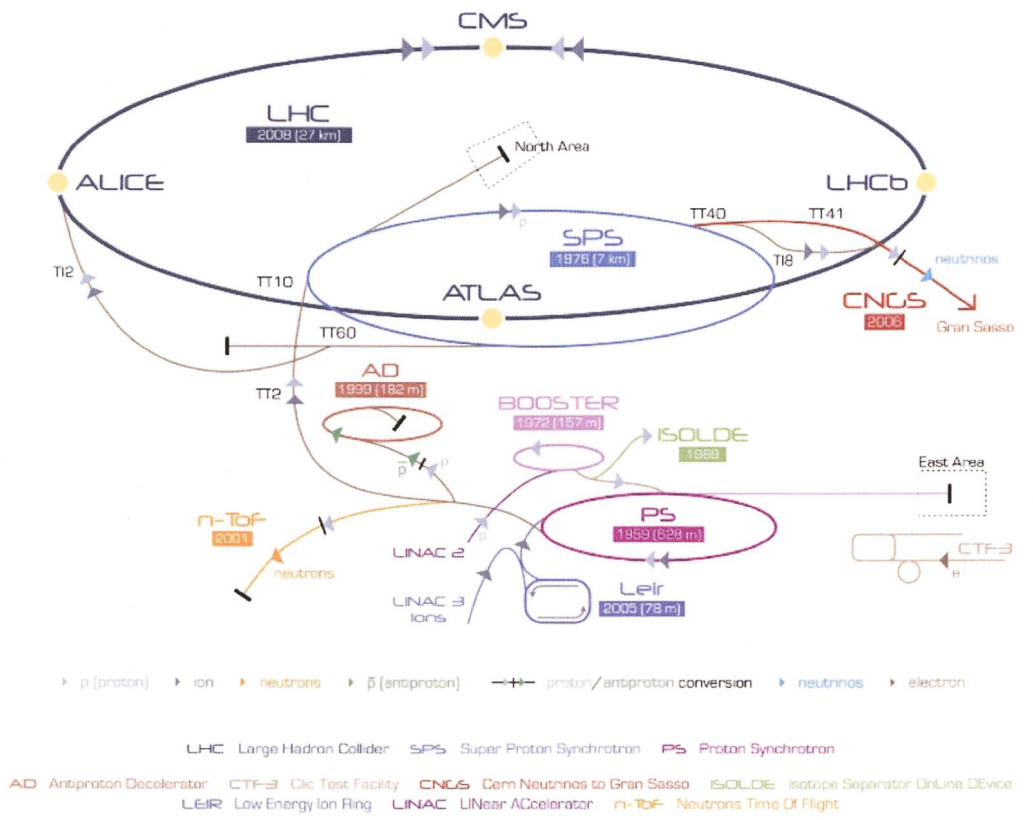 CMS
LHC
2008 (27 km)
North Area
ALICE
LHCb
TT40
TT41
p
SPS
1976 (7 km)
TI8
TI2
TT10
neutrinos
ATLAS
CNGS
2006
Gran Sasso
TT60
AD
1999 (182 m)
TT2
BOOSTER
1972 (157 m)
ISOLDE
1989
p̅
p
East Area
n-ToF
2001
PS
1959 (628 m)
LINAC 2
p
CTF-3
e
neutrons
Leir
2005 (78 m)
LINAC 3
Ions
p (proton) ion neutrons p̅ (antiproton) proton/antiproton conversion neutrinos electron
LHC Large Hadron Collider SPS Super Proton Synchrotron PS Proton Synchrotron
AD Antiproton Decelerator CTF-3 Clic Test Facility CNGS Cern Neutrinos to Gran Sasso ISOLDE Isotope Separator OnLine DEvice
LEIR Low Energy Ion Ring LINAC LINear ACcelerator n-ToF Neutrons Time Of Flight